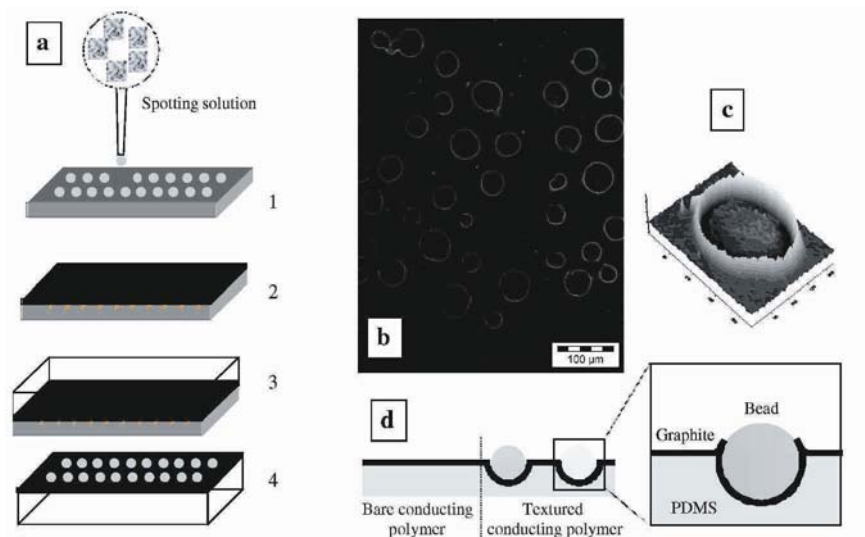 a
Spotting solution
1
2
3
4
b
100 µm
c
d
Bare conducting
polymer
Textured
conducting polymer
Bead
Graphite
PDMS